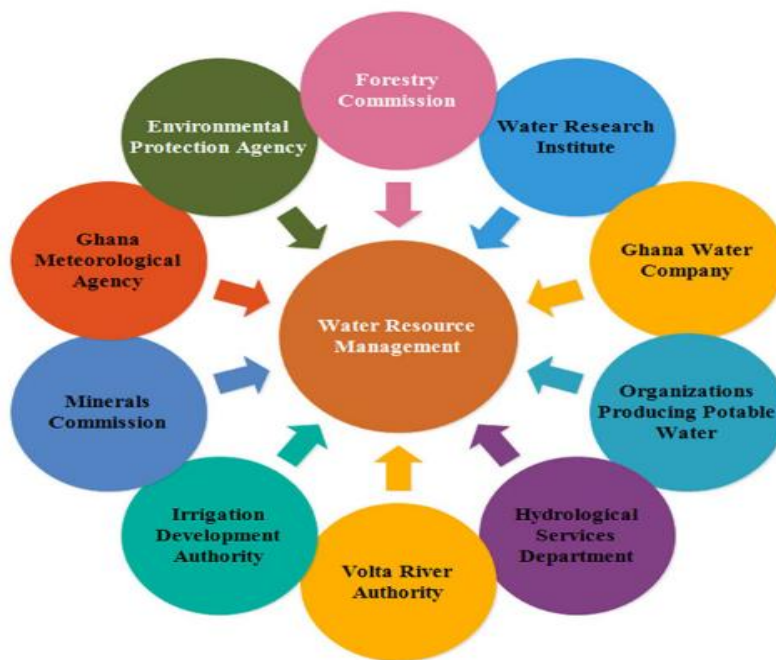 Forestry
Commission
Water Research
Institute
Ghana Water
Company
Organizations
Producing Potable
Water
Hydrological
Services
Department
Volta River
Authority
Irrigation
Development
Authority
Minerals
Commission
Ghana
Meteorological
Agency
Environmental
Protection Agency
Water Resource
Management